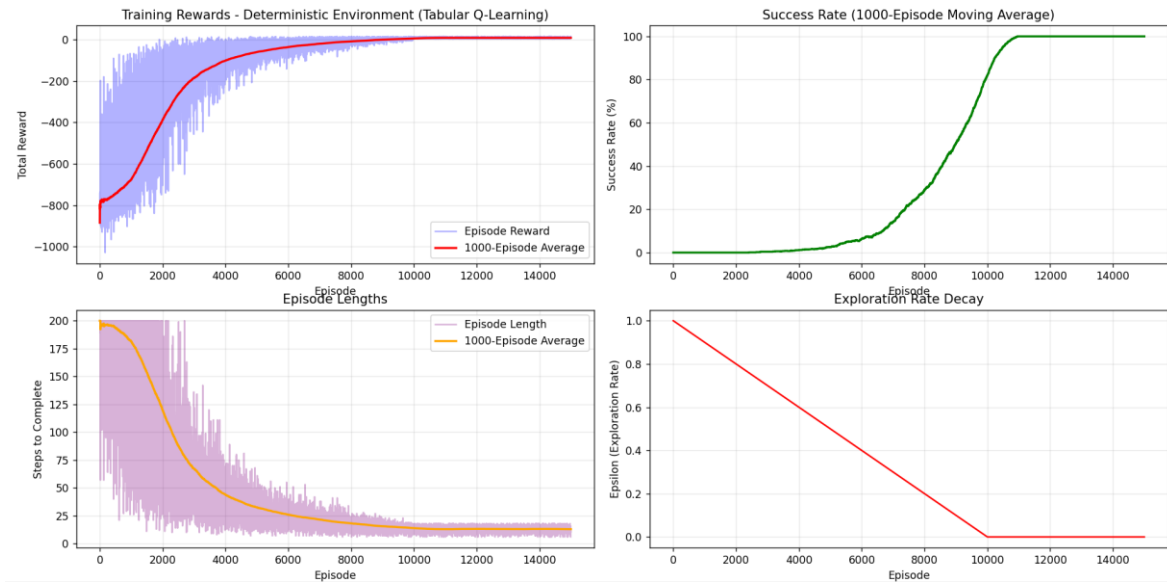 Training Rewards - Deterministic Environment (Tabular Q-Learning)
0
−200
−400
−600
−800
−1000
Total Reward
Episode Reward
1000-Episode Average
0 2000 4000 6000 8000 10000 12000 14000
Episode
Success Rate (1000-Episode Moving Average)
100
80
60
40
20
0
Success Rate (%)
0 2000 4000 6000 8000 10000 12000 14000
Episode
Episode Lengths
200
175
150
125
100
75
50
25
0
Steps to Complete
Episode Length
1000-Episode Average
0 2000 4000 6000 8000 10000 12000 14000
Episode
Exploration Rate Decay
1.0
0.8
0.6
0.4
0.2
0.0
Epsilon (Exploration Rate)
0 2000 4000 6000 8000 10000 12000 14000
Episode